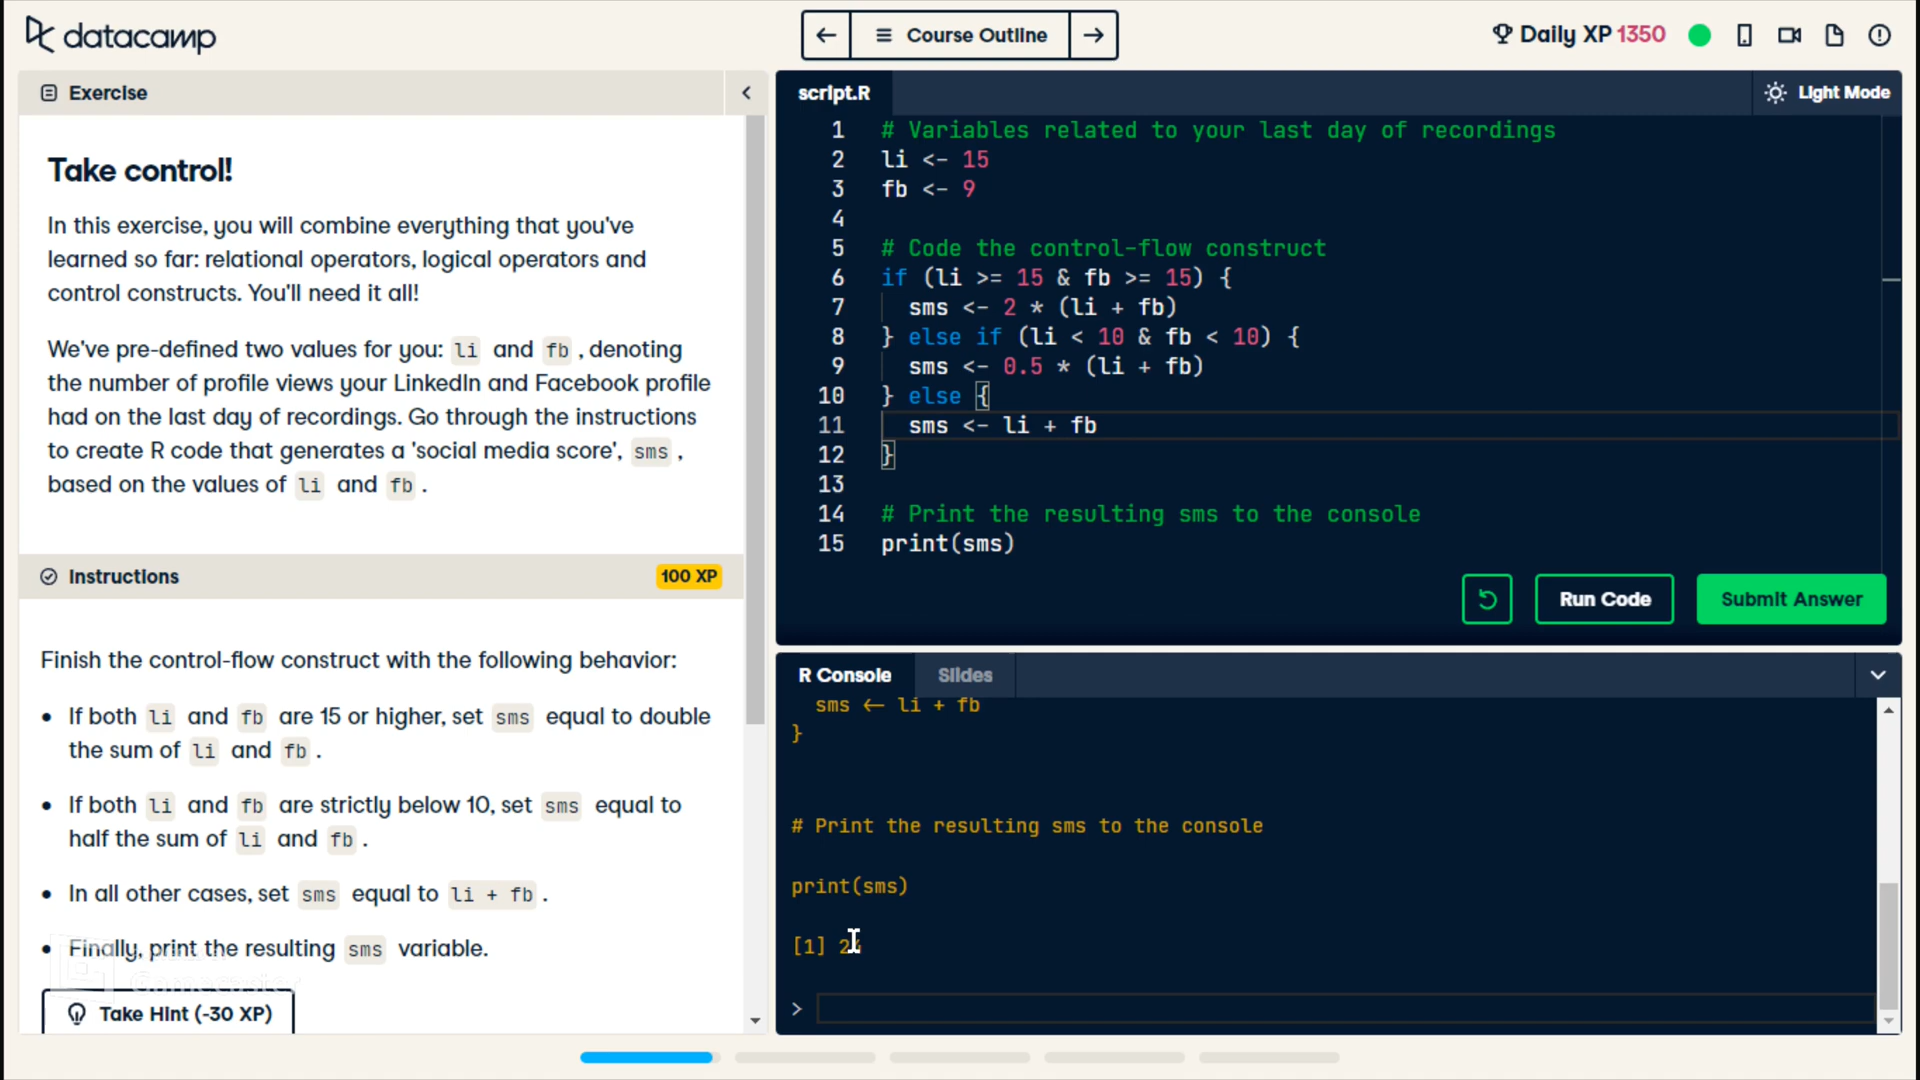 datacamp
Course Outline
Daily XP 1350
Exercise
Take control!
In this exercise, you will combine everything that you've
learned so far: relational operators, logical operators and
control constructs. You'll need it all!
We've pre-defined two values for you: li and fb , denoting
the number of profile views your LinkedIn and Facebook profile
had on the last day of recordings. Go through the instructions
to create R code that generates a 'social media score', sms ,
based on the values of li and fb .
Instructions
100 XP
Finish the control-flow construct with the following behavior:
• If both li and fb are 15 or higher, set sms equal to double
the sum of li and fb .
• If both li and fb are strictly below 10, set sms equal to
half the sum of li and fb .
• In all other cases, set sms equal to li + fb .
• Finally, print the resulting sms variable.
Take Hint (-30 XP)
script.R
Light Mode
1 # Variables related to your last day of recordings
2 li <- 15
3 fb <- 9
4
5 # Code the control-flow construct
6 if (li >= 15 & fb >= 15) {
7 sms <- 2 * (li + fb)
8 } else if (li < 10 & fb < 10) {
9 sms <- 0.5 * (li + fb)
10 } else {
11 sms <- li + fb
12 }
13
14 # Print the resulting sms to the console
15 print(sms)
Run Code
Submit Answer
R Console
Slides
sms <- li + fb
}
# Print the resulting sms to the console
print(sms)
[1] 24
>